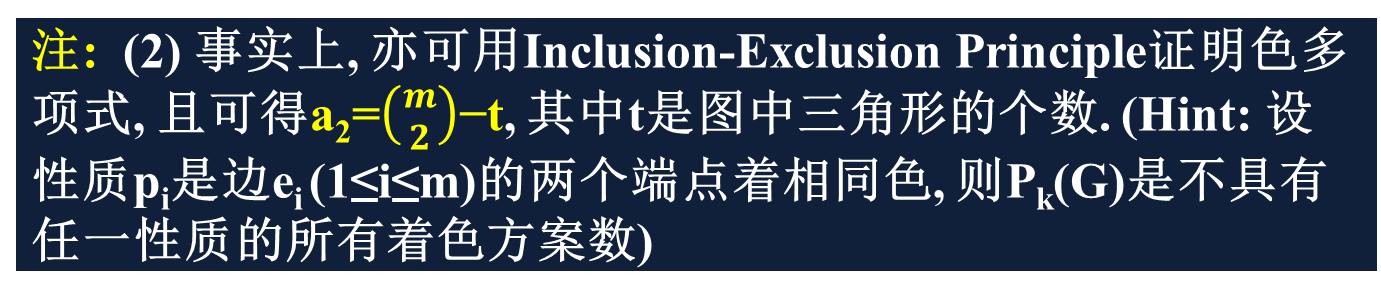 注: (2) 事实上, 亦可用Inclusion-Exclusion Principle证明色多
项式, 且可得a₂=(m 2)−t, 其中t是图中三角形的个数. (Hint: 设
性质pᵢ是边eᵢ (1≤i≤m)的两个端点着相同色, 则Pₖ(G)是不具有
任一性质的所有着色方案数)